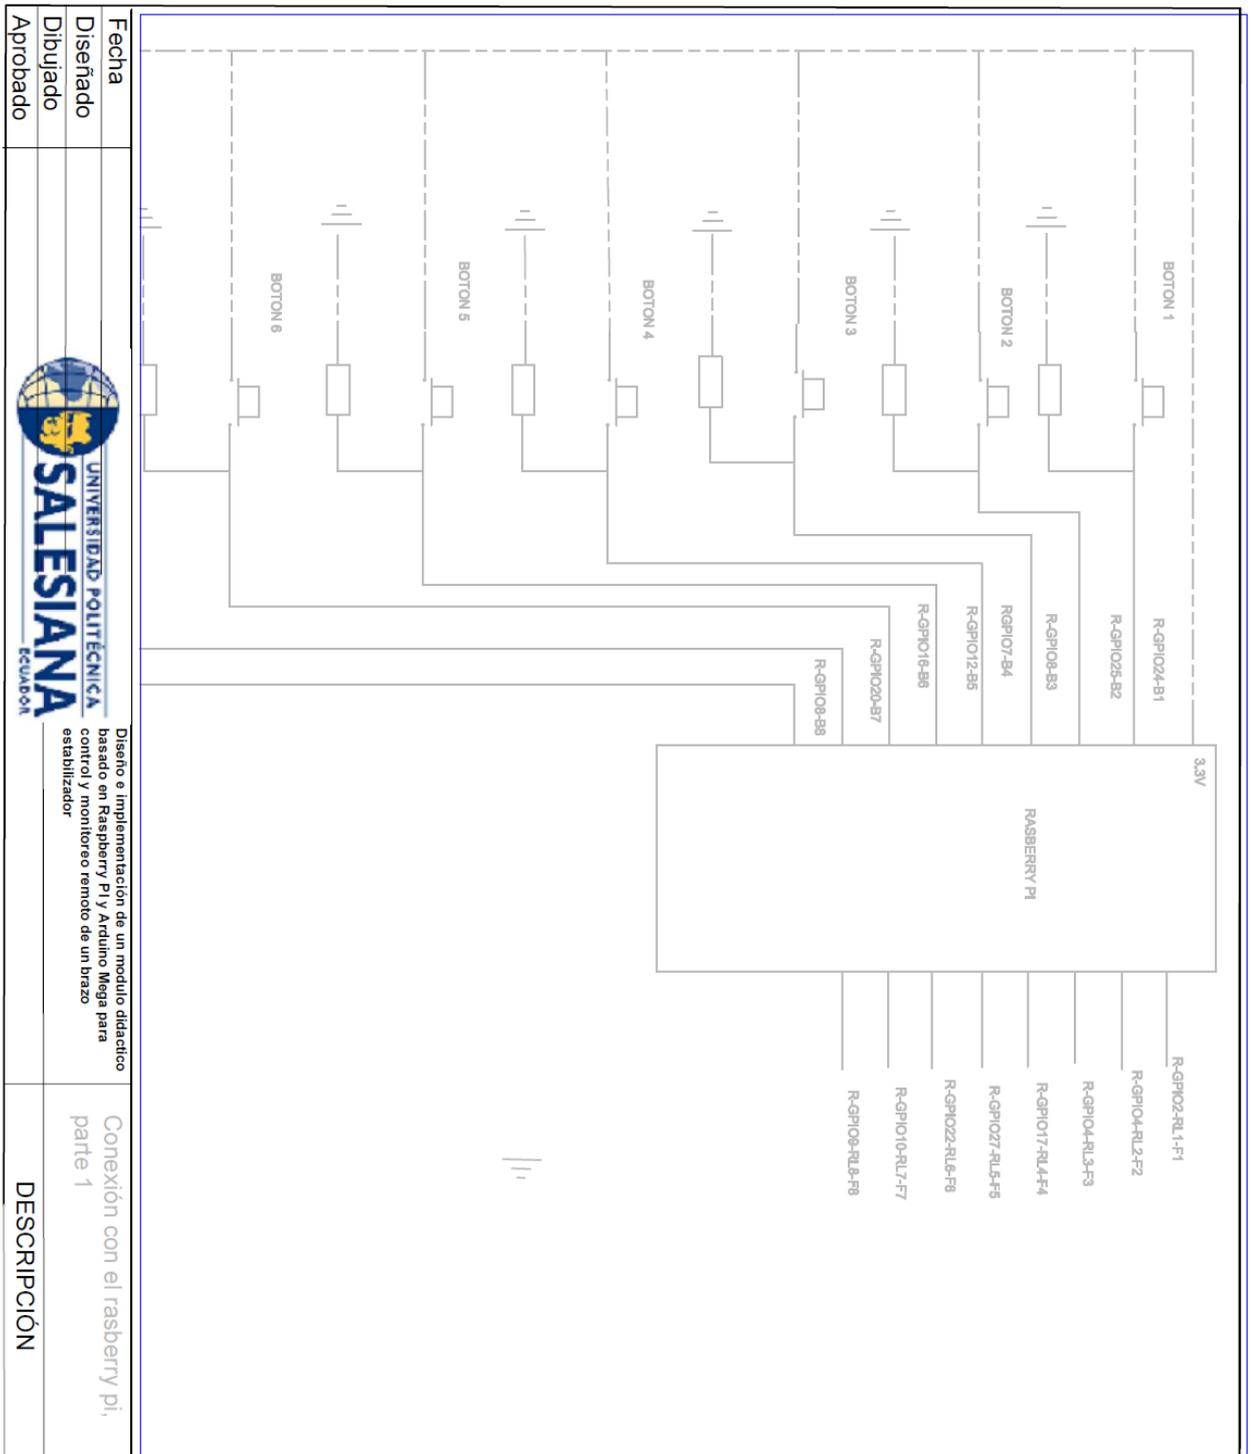 BOTON 1
BOTON 2
BOTON 3
BOTON 4
BOTON 5
BOTON 6
R-GPIO24-B1
R-GPIO25-B2
R-GPIO8-B3
RGPIO7-B4
R-GPIO12-B5
R-GPIO16-B6
R-GPIO20-B7
R-GPIO8-B8
3.3V
RASBERRY PI
R-GPIO2-RL1-F1
R-GPIO4-RL2-F2
R-GPIO4-RL3-F3
R-GPIO17-RL4-F4
R-GPIO27-RL5-F5
R-GPIO22-RL6-F6
R-GPIO10-RL7-F7
R-GPIO9-RL8-F8
Fecha
Diseñado
Dibujado
Aprobado
UNIVERSIDAD POLITÉCNICA
SALESIANA
ECUADOR
Diseño e implementación de un modulo didactico
basado en Raspberry PI y Arduino Mega para
control y monitoreo remoto de un brazo
estabilizador
Conexión con el rasberry pi,
parte 1
DESCRIPCIÓN